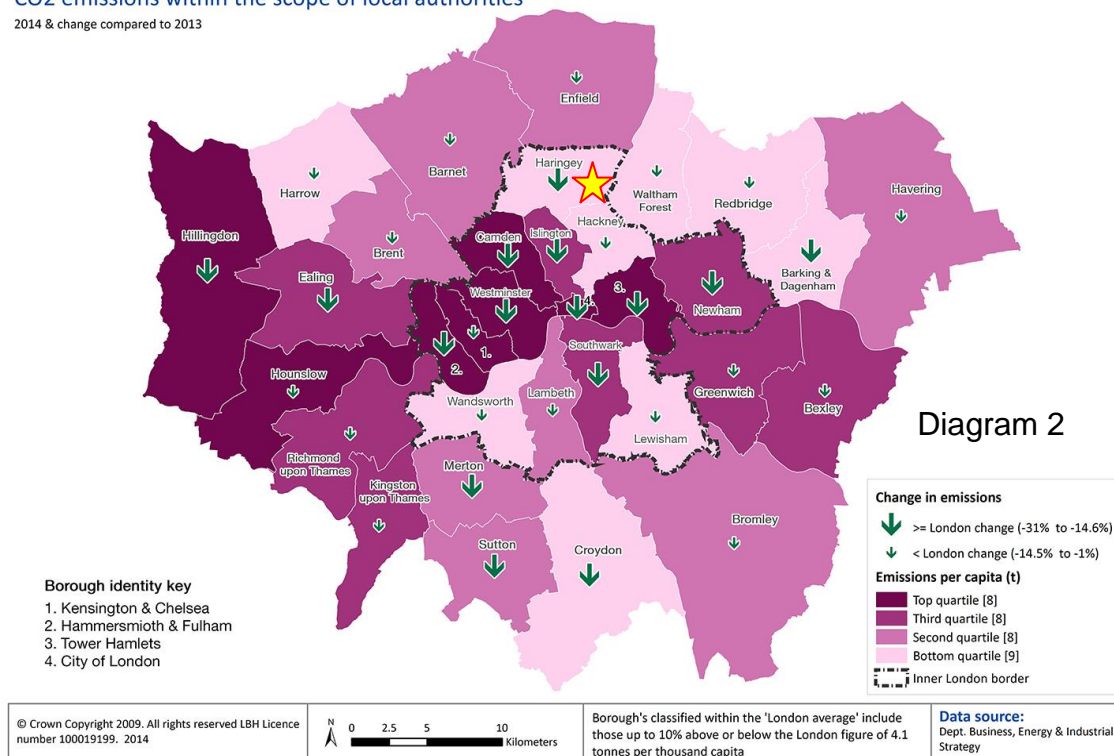 CO2 emissions within the scope of local authorities
2014 & change compared to 2013
Enfield
Barnet
Haringey
Harrow
Waltham
Forest
Redbridge
Havering
Hackney
Hillingdon
Camden
Islington
Brent
Ealing
Barking &
Dagenham
Westminster
3.
4.
Newham
1.
2.
Southwark
Hounslow
Wandsworth
Lambeth
Greenwich
Bexley
Lewisham
Richmond
upon Thames
Merton
Kingston
upon Thames
Bromley
Sutton
Croydon
Diagram 2
Change in emissions
>= London change (-31% to -14.6%)
< London change (-14.5% to -1%)
Emissions per capita (t)
Top quartile [8]
Third quartile [8]
Second quartile [8]
Bottom quartile [9]
Inner London border
Borough identity key
1. Kensington & Chelsea
2. Hammersmioth & Fulham
3. Tower Hamlets
4. City of London
© Crown Copyright 2009. All rights reserved LBH Licence
number 100019199. 2014
N
0 2.5 5 10
Kilometers
Borough's classified within the 'London average' include
those up to 10% above or below the London figure of 4.1
tonnes per thousand capita
Data source:
Dept. Business, Energy & Industrial
Strategy